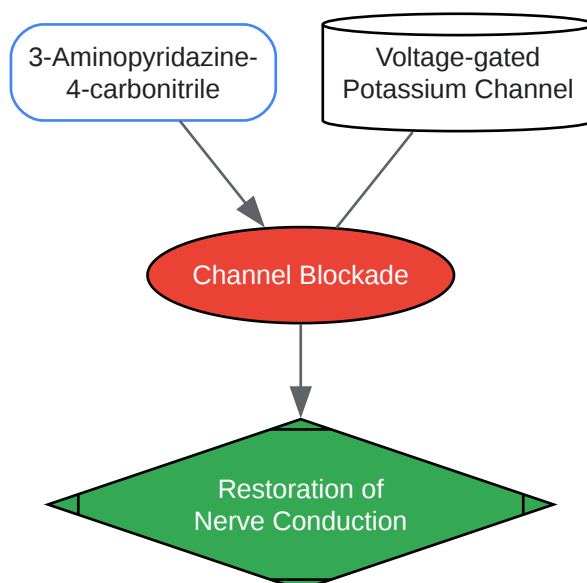 3-Aminopyridazine-
4-carbonitrile
Voltage-gated
Potassium Channel
Channel Blockade
Restoration of
Nerve Conduction